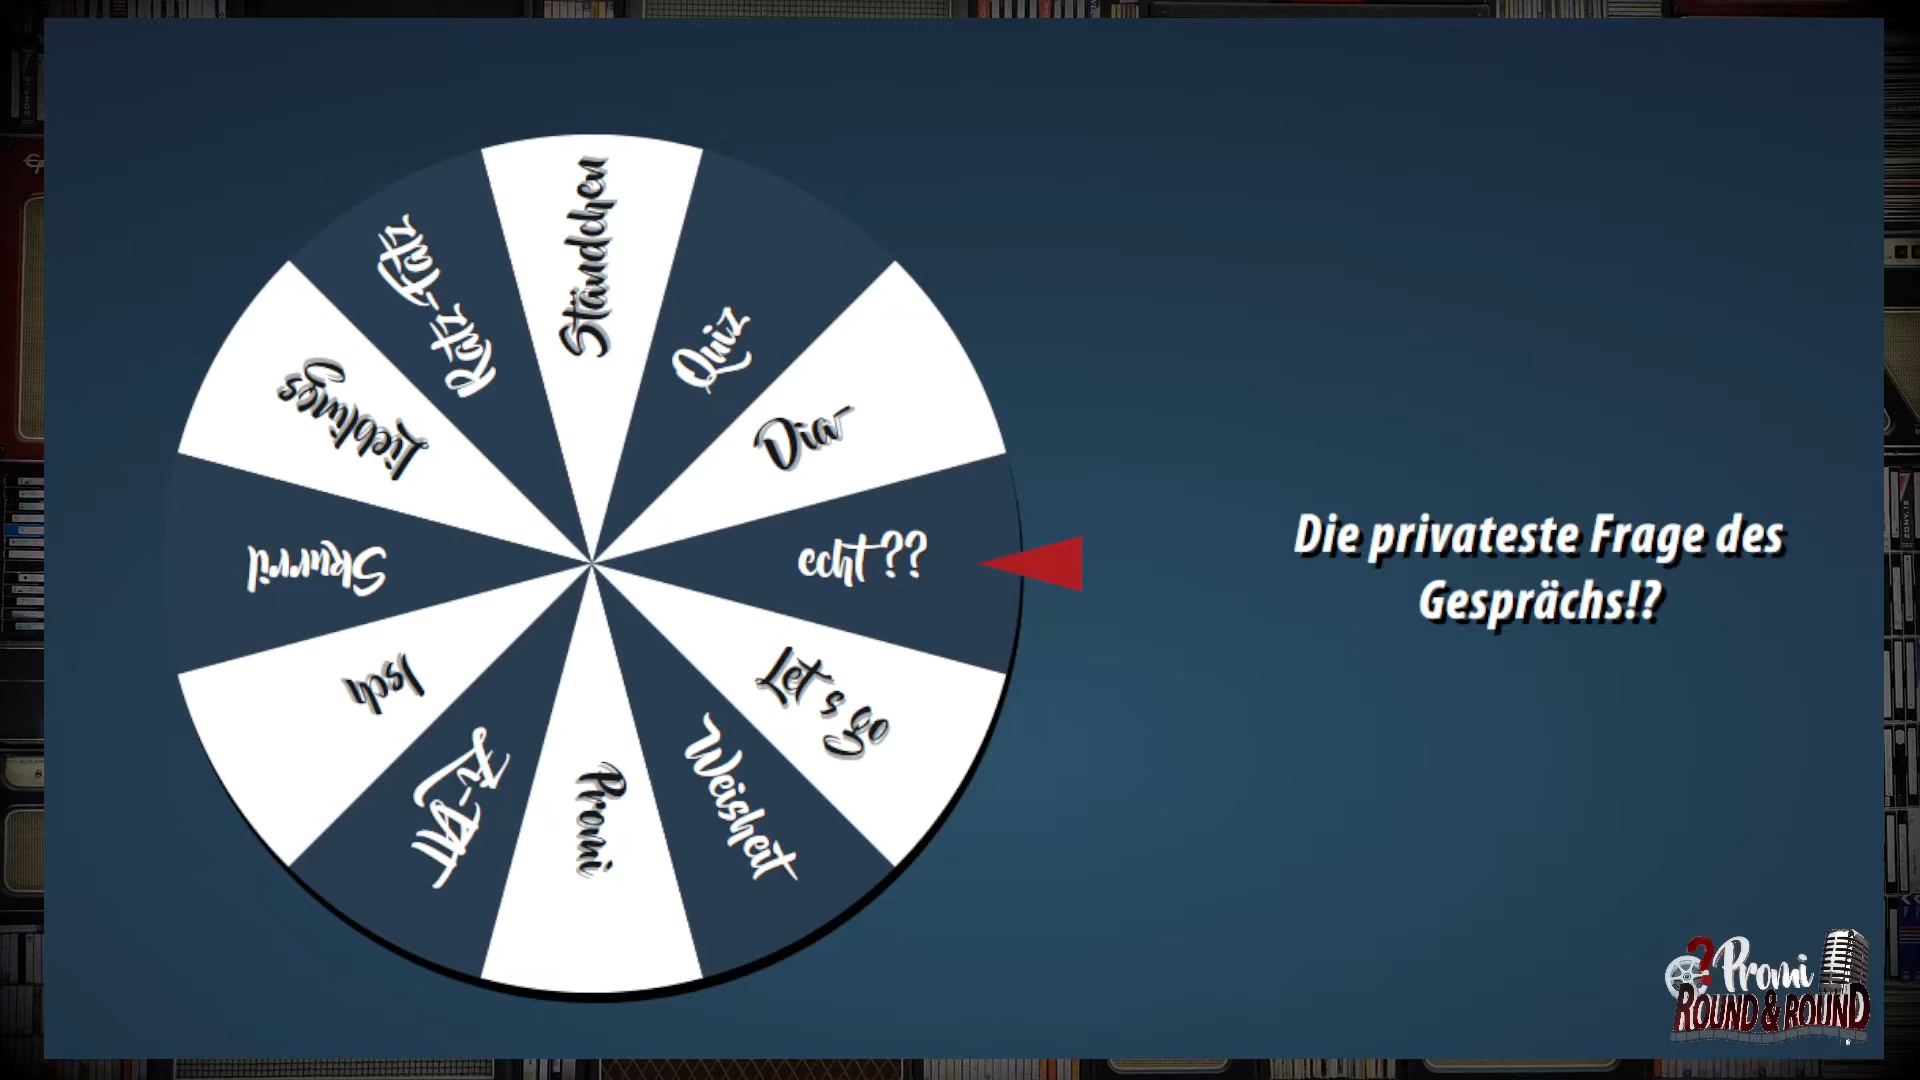 Ständchen
Quiz
Dia-
echt ??
Let´s go
Weisheit
Promi
Isch
Skurril
Lieblings
Ratz-Fatz
Die privateste Frage des
Gesprächs!?
? Promi
ROUND & ROUND